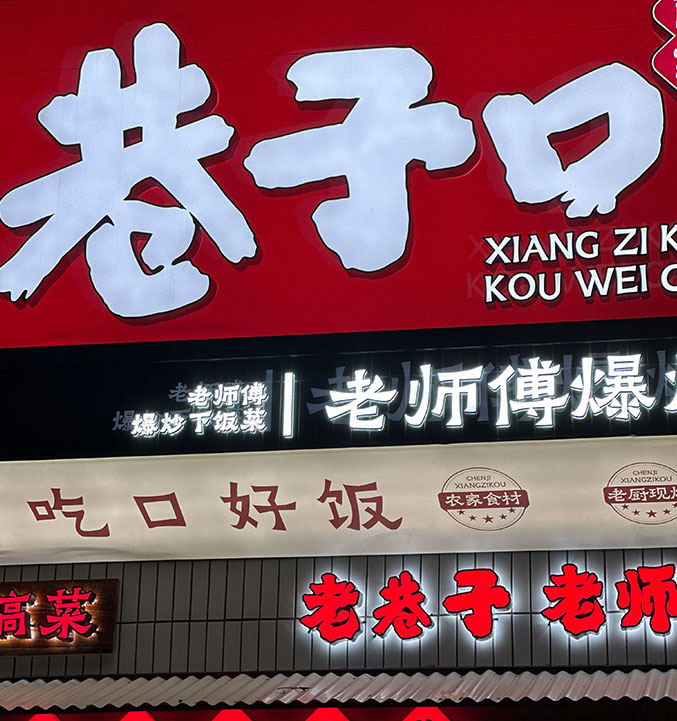 巷子口
XIANG ZI K
KOU WEI C
老师傅
爆炒下饭菜
老师傅爆
吃口好饭
CHENJI
XIANGZIKOU
农家食材
CHENJI
XIANGZIKOU
老厨现
搞菜
老巷子 老师